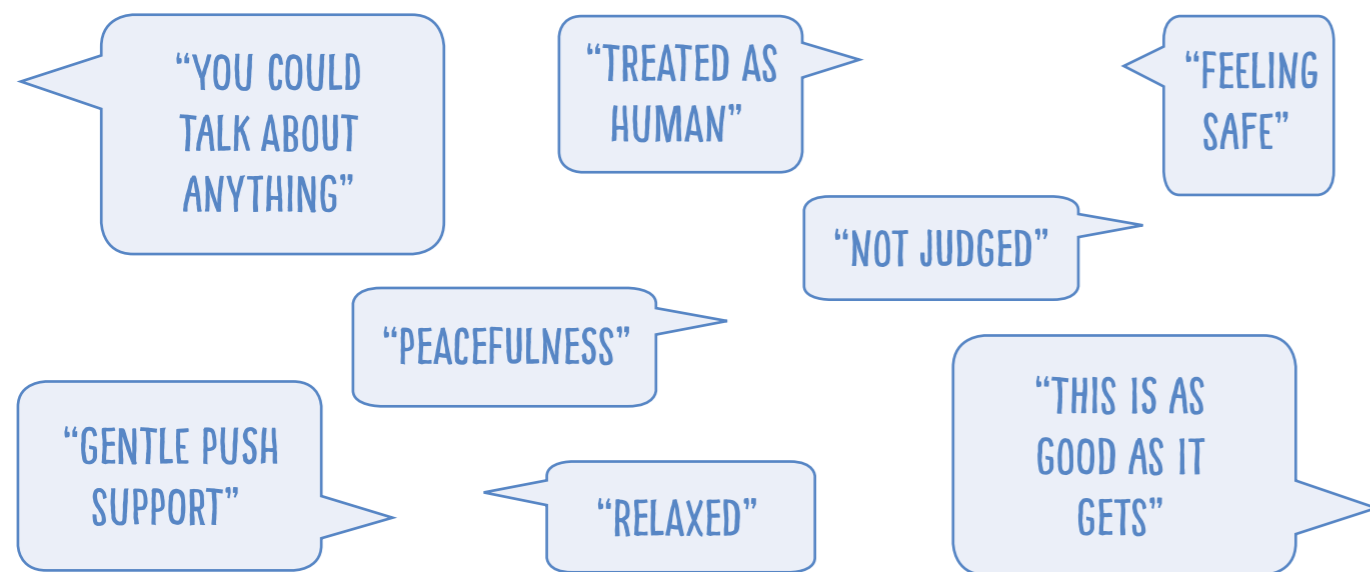 “YOU COULD
TALK ABOUT
ANYTHING”
“TREATED AS
HUMAN”
“FEELING
SAFE”
“NOT JUDGED”
“PEACEFULNESS”
“GENTLE PUSH
SUPPORT”
“RELAXED”
“THIS IS AS
GOOD AS IT
GETS”